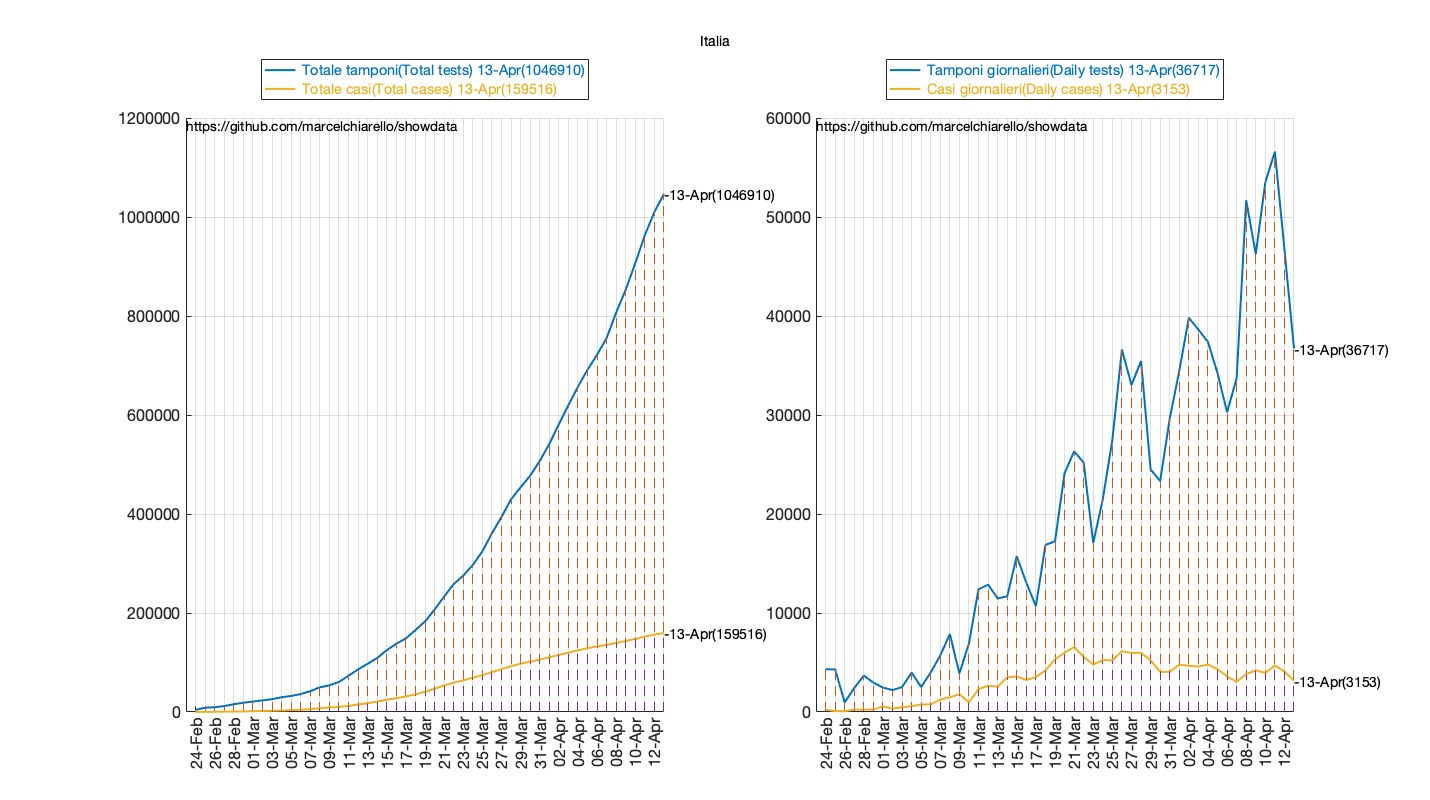 Italia
Totale tamponi(Total tests) 13-Apr(1046910)
Totale casi(Total cases) 13-Apr(159516)
https://github.com/marcelchiarello/showdata
1200000
1000000
800000
600000
400000
200000
0
13-Apr(1046910)
13-Apr(159516)
24-Feb
26-Feb
28-Feb
01-Mar
03-Mar
05-Mar
07-Mar
09-Mar
11-Mar
13-Mar
15-Mar
17-Mar
19-Mar
21-Mar
23-Mar
25-Mar
27-Mar
29-Mar
31-Mar
02-Apr
04-Apr
06-Apr
08-Apr
10-Apr
12-Apr
Tamponi giornalieri(Daily tests) 13-Apr(36717)
Casi giornalieri(Daily cases) 13-Apr(3153)
https://github.com/marcelchiarello/showdata
60000
50000
40000
30000
20000
10000
0
13-Apr(36717)
13-Apr(3153)
24-Feb
26-Feb
28-Feb
01-Mar
03-Mar
05-Mar
07-Mar
09-Mar
11-Mar
13-Mar
15-Mar
17-Mar
19-Mar
21-Mar
23-Mar
25-Mar
27-Mar
29-Mar
31-Mar
02-Apr
04-Apr
06-Apr
08-Apr
10-Apr
12-Apr